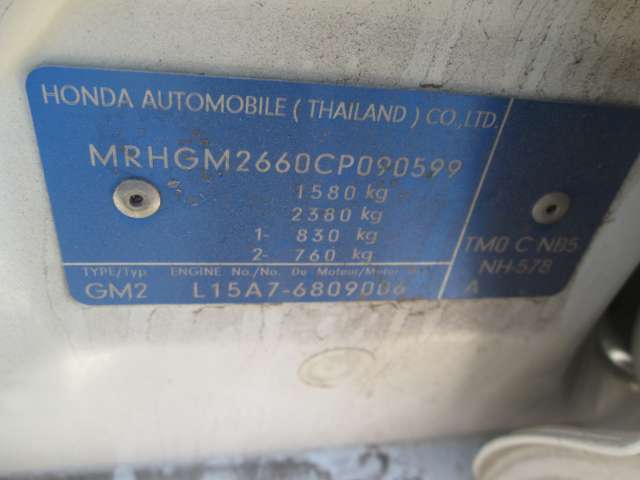 HONDA AUTOMOBILE ( THAILAND ) CO.,LTD.
MRHGM2660CP090599
1580 kg
2380 kg
1- 830 kg
2- 760 kg
TM0 C NB5
NH-578
A
TYPE/Typ ENGINE No./No. Du Moteur/Motor
GM2 L15A7-6809006